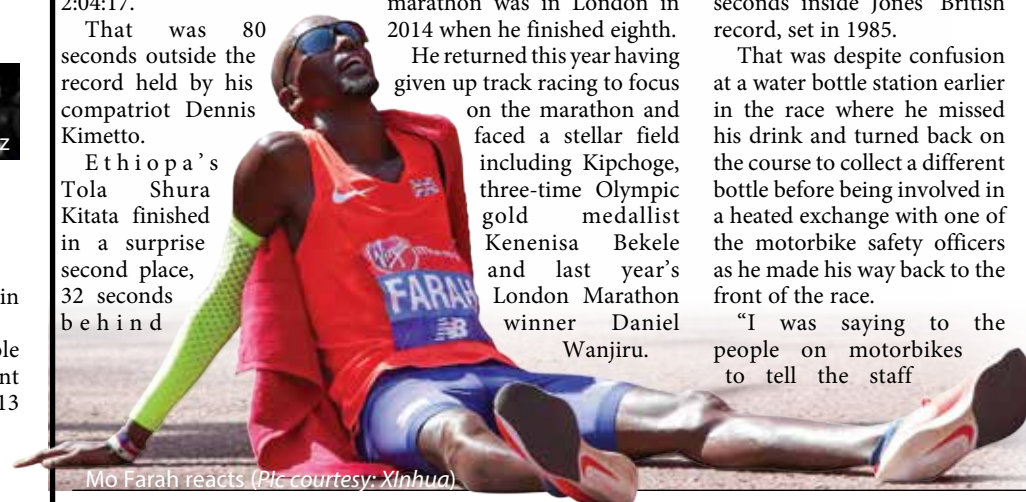 z
in
nt
13
2:04:17.
That was 80
seconds outside the
record held by his
compatriot Dennis
Kimetto.
Ethiopa's
Tola Shura
Kitata finished
in a surprise
second place,
32 seconds
behind
marathon was in London in
2014 when he finished eighth.
He returned this year having
given up track racing to focus
on the marathon and
faced a stellar field
including Kipchoge,
three-time Olympic
gold medallist
Kenenisa Bekele
and last year's
London Marathon
winner Daniel
Wanjiru.
seconds inside Jones' British
record, set in 1985.
That was despite confusion
at a water bottle station earlier
in the race where he missed
his drink and turned back on
the course to collect a different
bottle before being involved in
a heated exchange with one of
the motorbike safety officers
as he made his way back to the
front of the race.
“I was saying to the
people on motorbikes
to tell the staff
Virgin
FARAH
NB
Mo Farah reacts (Pic courtesy: XInhua)